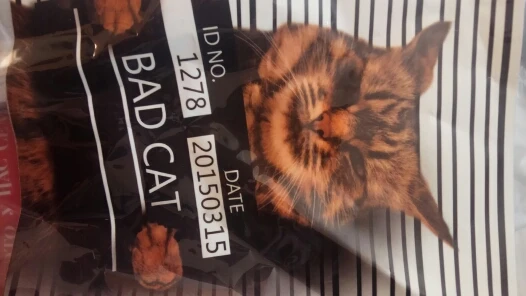 ID NO. DATE
1278 20150315
BAD CAT